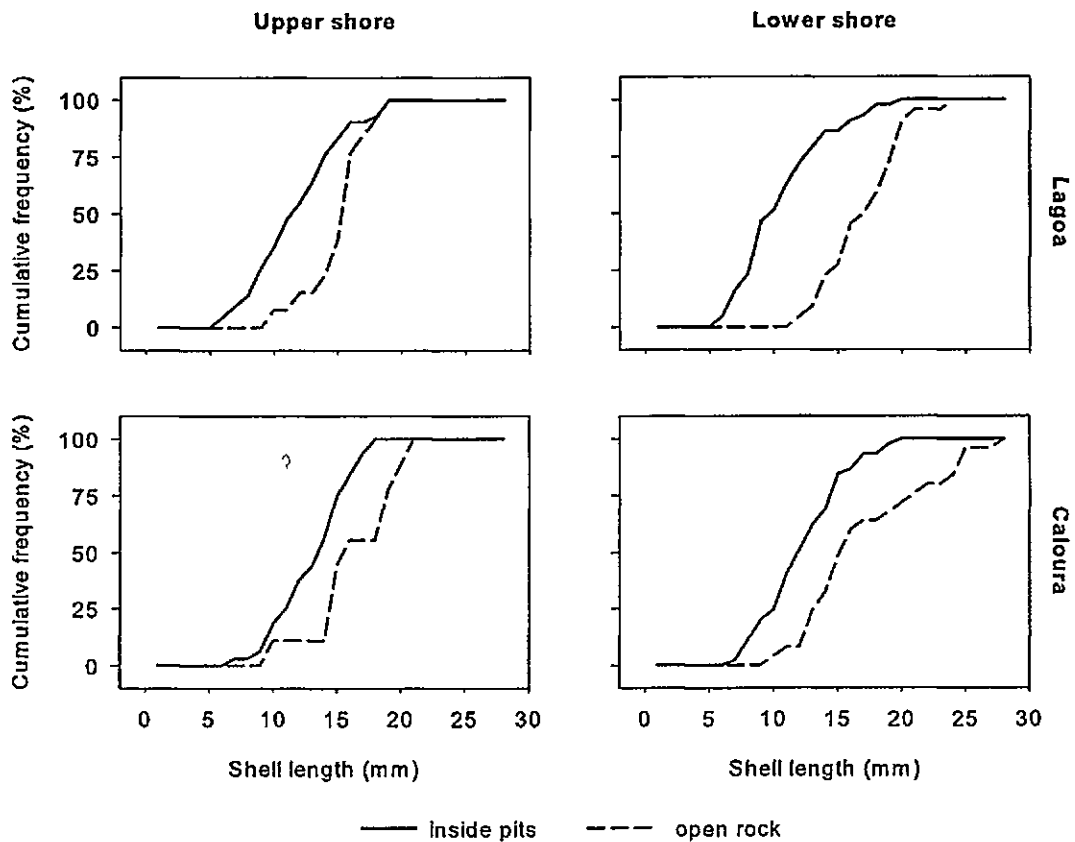 Upper shore
Lower shore
Cumulative frequency (%)
100
75
50
25
0
Lagoa
Cumulative frequency (%)
100
75
50
25
0
?
Caloura
0 5 10 15 20 25 30
0 5 10 15 20 25 30
Shell length (mm)
Shell length (mm)
inside pits
open rock